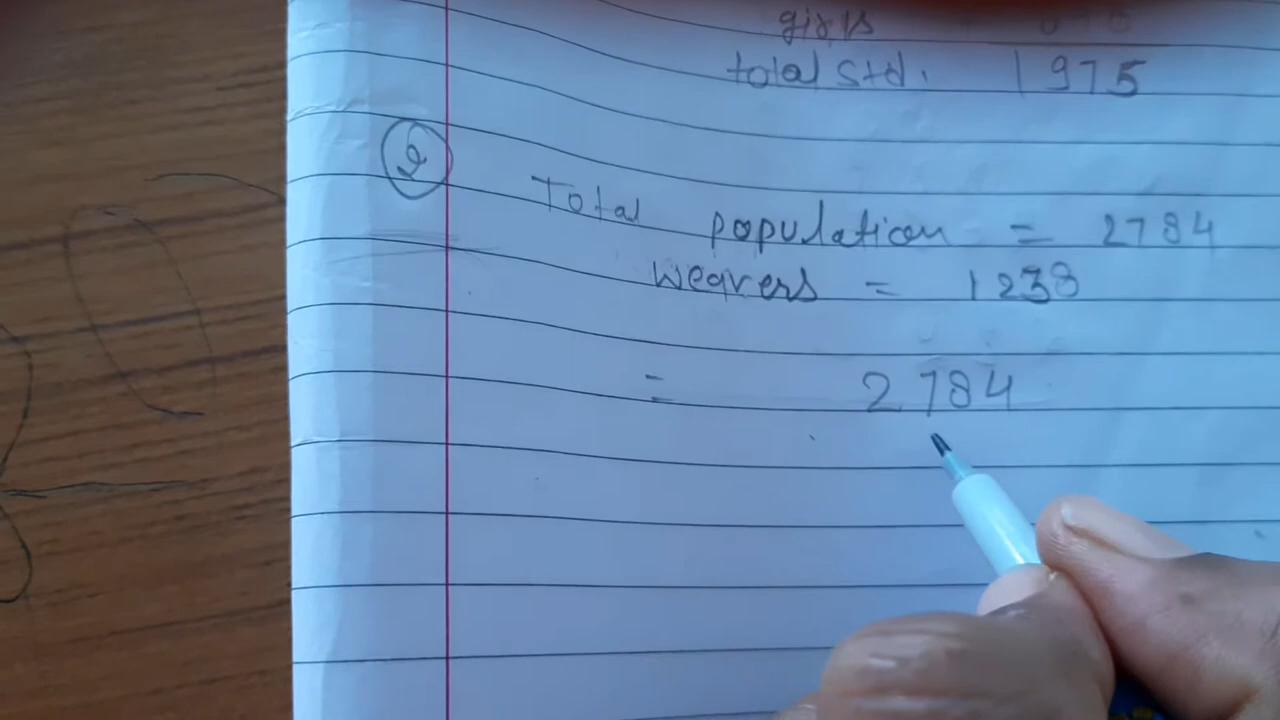 girls
total std. 1975
2
Total population = 2784
weavers = 1238
= 2784